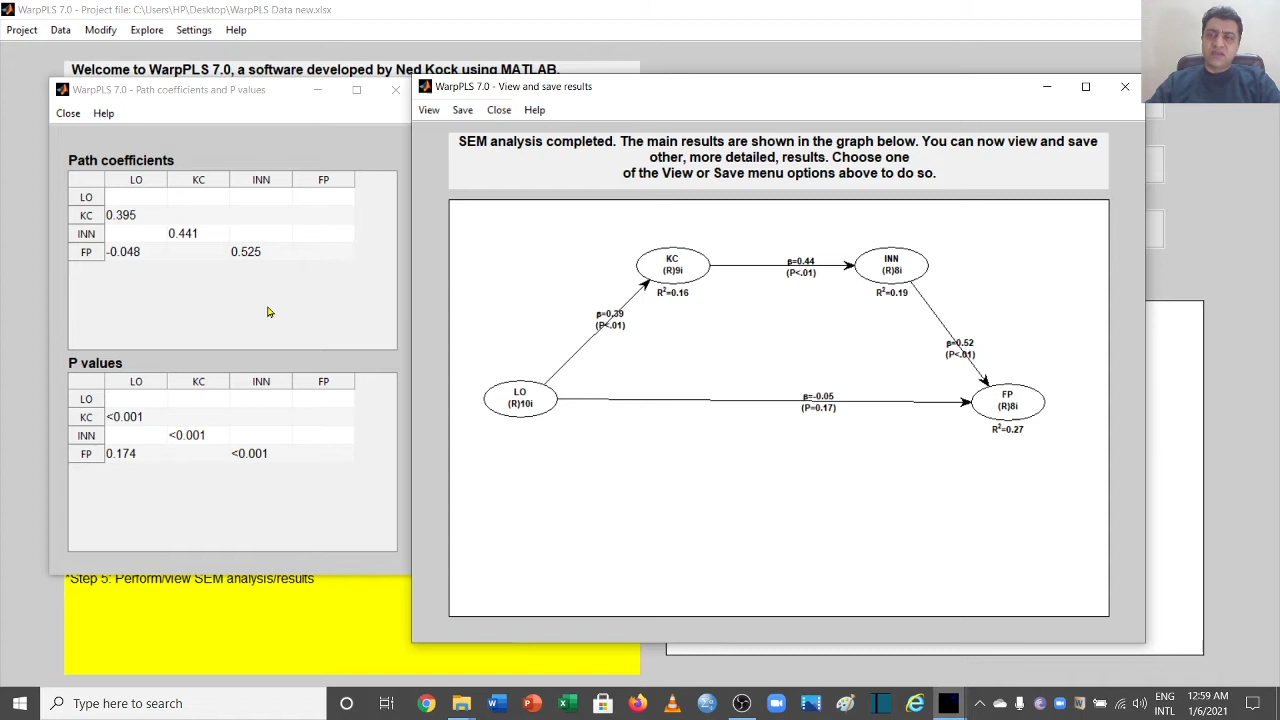 WarpPLS 7.0 - Project file: C:\Users\HP\Desktop\WarpPLS Data new.xlsx
Project Data Modify Explore Settings Help
Welcome to WarpPLS 7.0, a software developed by Ned Kock using MATLAB.
WarpPLS 7.0 - Path coefficients and P values
Close Help
Path coefficients
LO KC INN FP
LO
KC 0.395
INN 0.441
FP -0.048 0.525
P values
LO KC INN FP
LO
KC <0.001
INN <0.001
FP 0.174 <0.001
*Step 5: Perform/view SEM analysis/results
WarpPLS 7.0 - View and save results
View Save Close Help
SEM analysis completed. The main results are shown in the graph below. You can now view and save
other, more detailed, results. Choose one
of the View or Save menu options above to do so.
KC
(R)9i
R²=0.16
β=0.44
(P<.01)
INN
(R)8i
R²=0.19
β=0.39
(P<.01)
β=0.52
(P<.01)
LO
(R)10i
β=-0.05
(P=0.17)
FP
(R)8i
R²=0.27
Type here to search
ENG
INTL
12:59 AM
1/6/2021